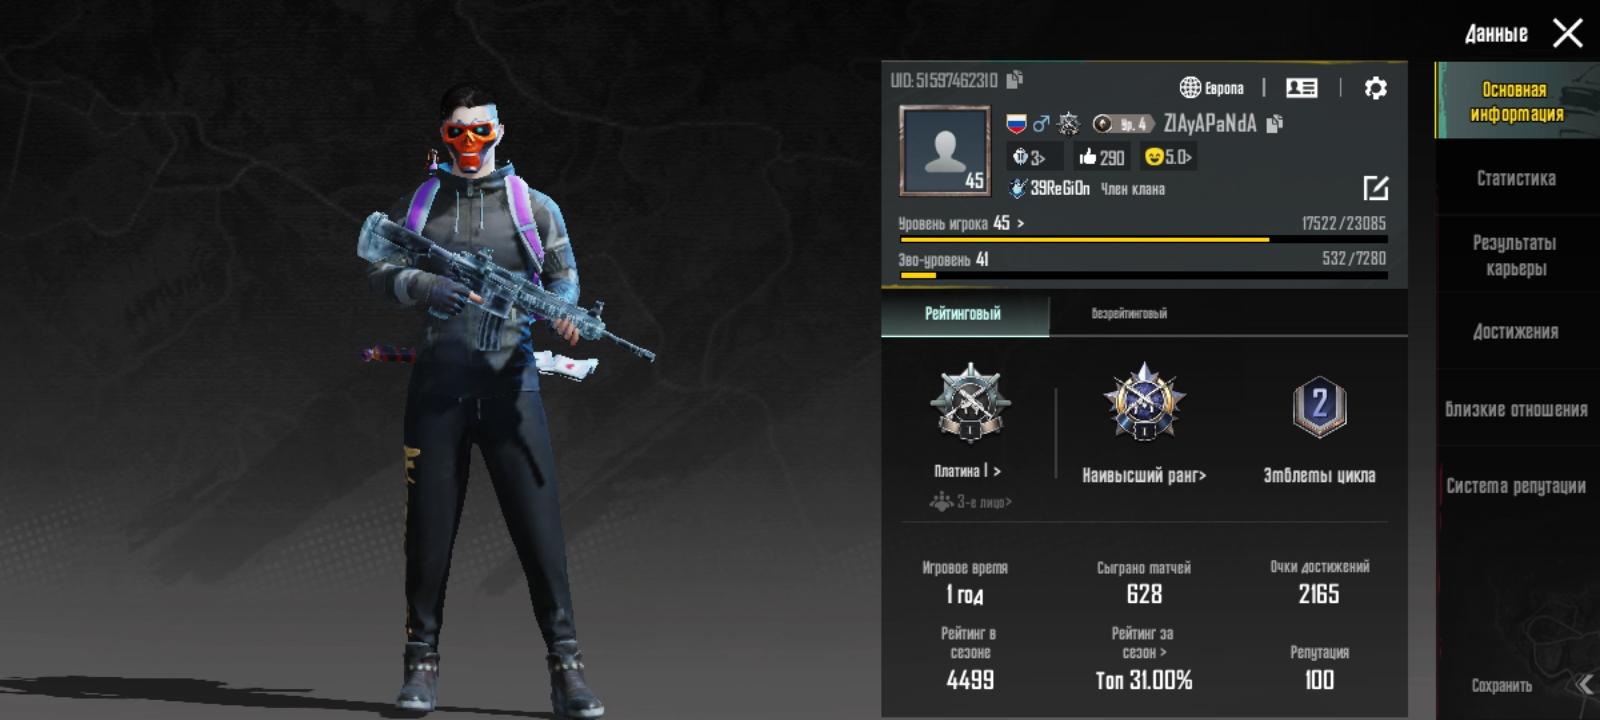 Данные
UID: 51597462310
Европа
Ур. 4 ZlAyAPaNdA
3> 290 5.0>
45
39ReGiOn Член клана
Уровень игрока 45 > 17522/23085
Эво-уровень 41 532/7280
Рейтинговый Безрейтинговый
2
Платина I > Наивысший ранг> Эмблемы цикла
3-е лицо>
Игровое время Сыграно матчей Очки достижений
1 год 628 2165
Рейтинг в сезоне Рейтинг за сезон > Репутация
4499 Топ 31.00% 100
Основная
информация
Статистика
Результаты
карьеры
Достижения
Близкие отношения
Система репутации
Сохранить